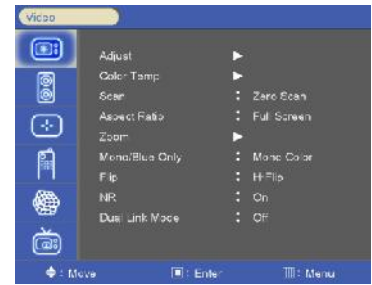 Video
Adjust
Color Temp
Scan : Zero Scan
Aspect Ratio : Full Screen
Zoom
Mono/Blue Only : Mono Color
Flip : H-Flip
NR : On
Dual Link Mode : Off
: Move : Enter : Menu